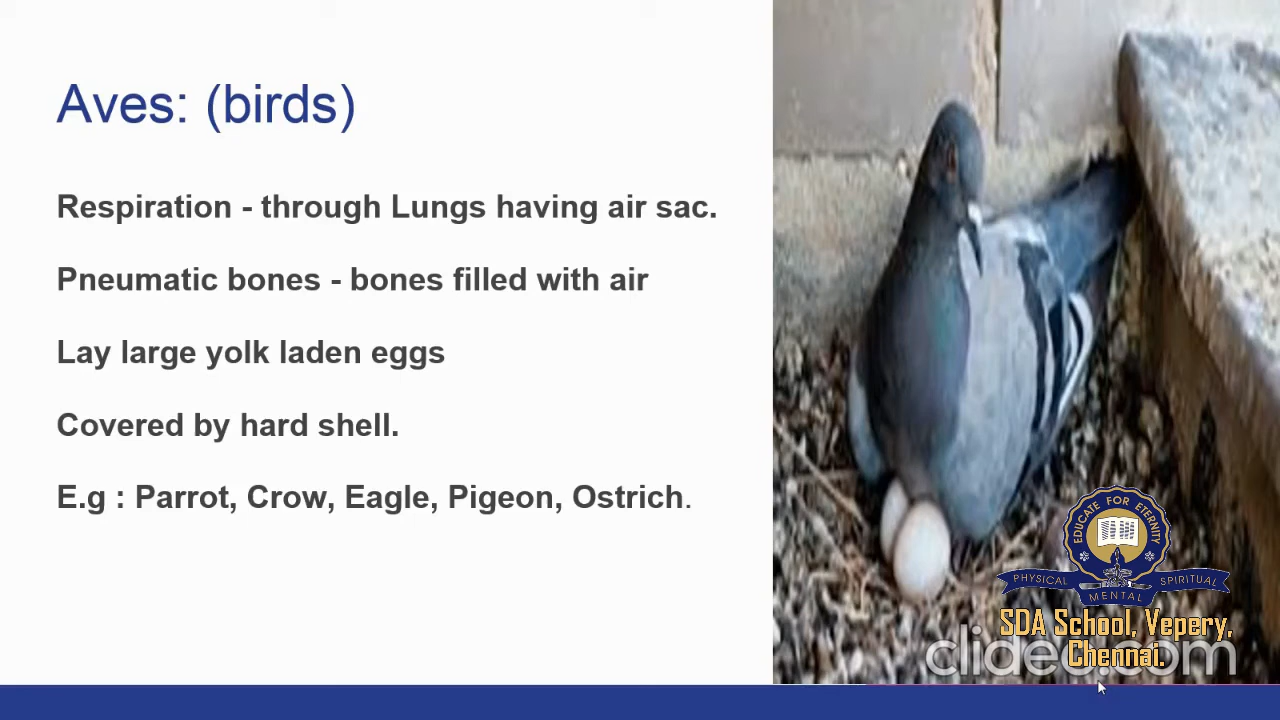 Aves: (birds)
Respiration - through Lungs having air sac.
Pneumatic bones - bones filled with air
Lay large yolk laden eggs
Covered by hard shell.
E.g : Parrot, Crow, Eagle, Pigeon, Ostrich.
EDUCATE FOR ETERNITY
PHYSICAL MENTAL SPIRITUAL
SDA School, Vepery,
Chennai.
clideo.com